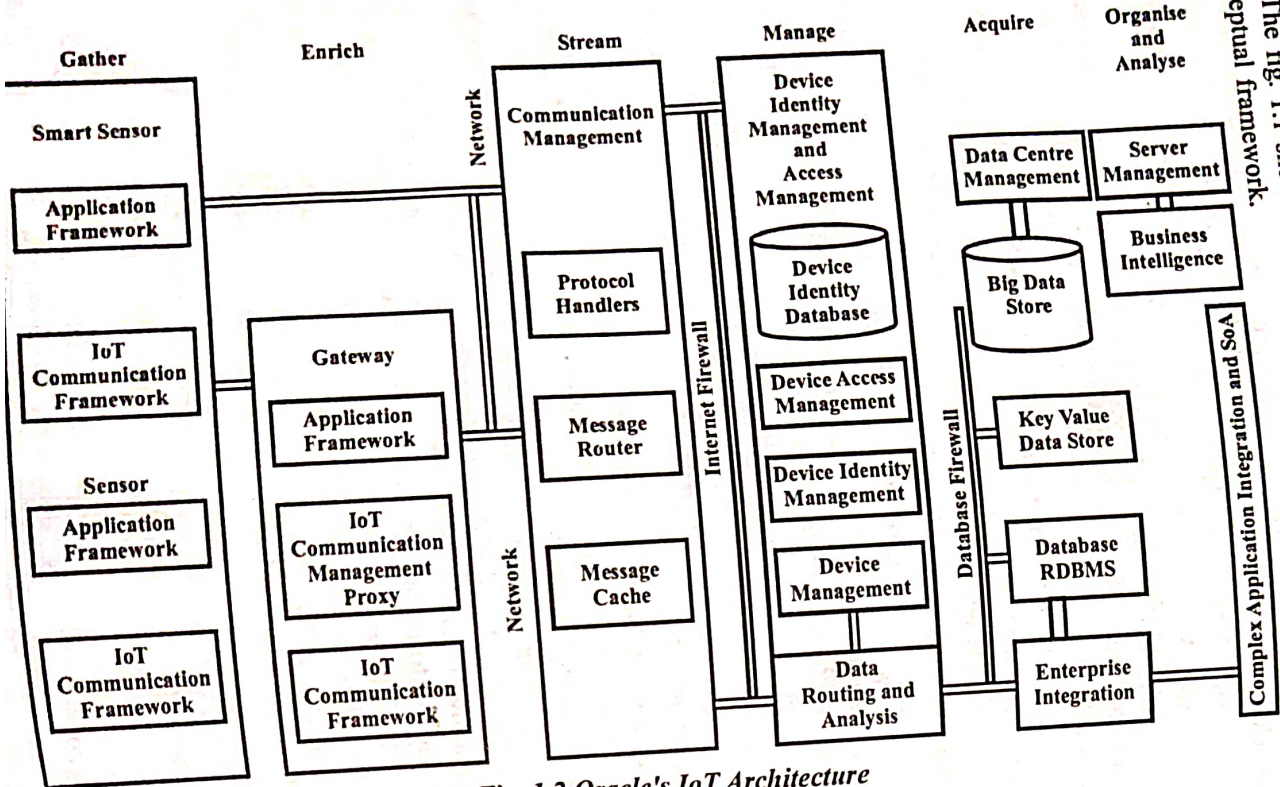 Gather
Smart Sensor
Application
Framework
IoT
Communication
Framework
Sensor
Application
Framework
IoT
Communication
Framework
Enrich
Gateway
Application
Framework
IoT
Communication
Management
Proxy
IoT
Communication
Framework
Network
Network
Stream
Communication
Management
Protocol
Handlers
Message
Router
Message
Cache
Internet Firewall
Manage
Device
Identity
Management
and
Access
Management
Device
Identity
Database
Device Access
Management
Device Identity
Management
Device
Management
Data
Routing and
Analysis
Database Firewall
Acquire
Data Centre
Management
Big Data
Store
Key Value
Data Store
Database
RDBMS
Enterprise
Integration
Organise
and
Analyse
Server
Management
Business
Intelligence
Complex Application Integration and SoA
The fig. 1.1
framework.
1.2 Oracle's IoT Architecture